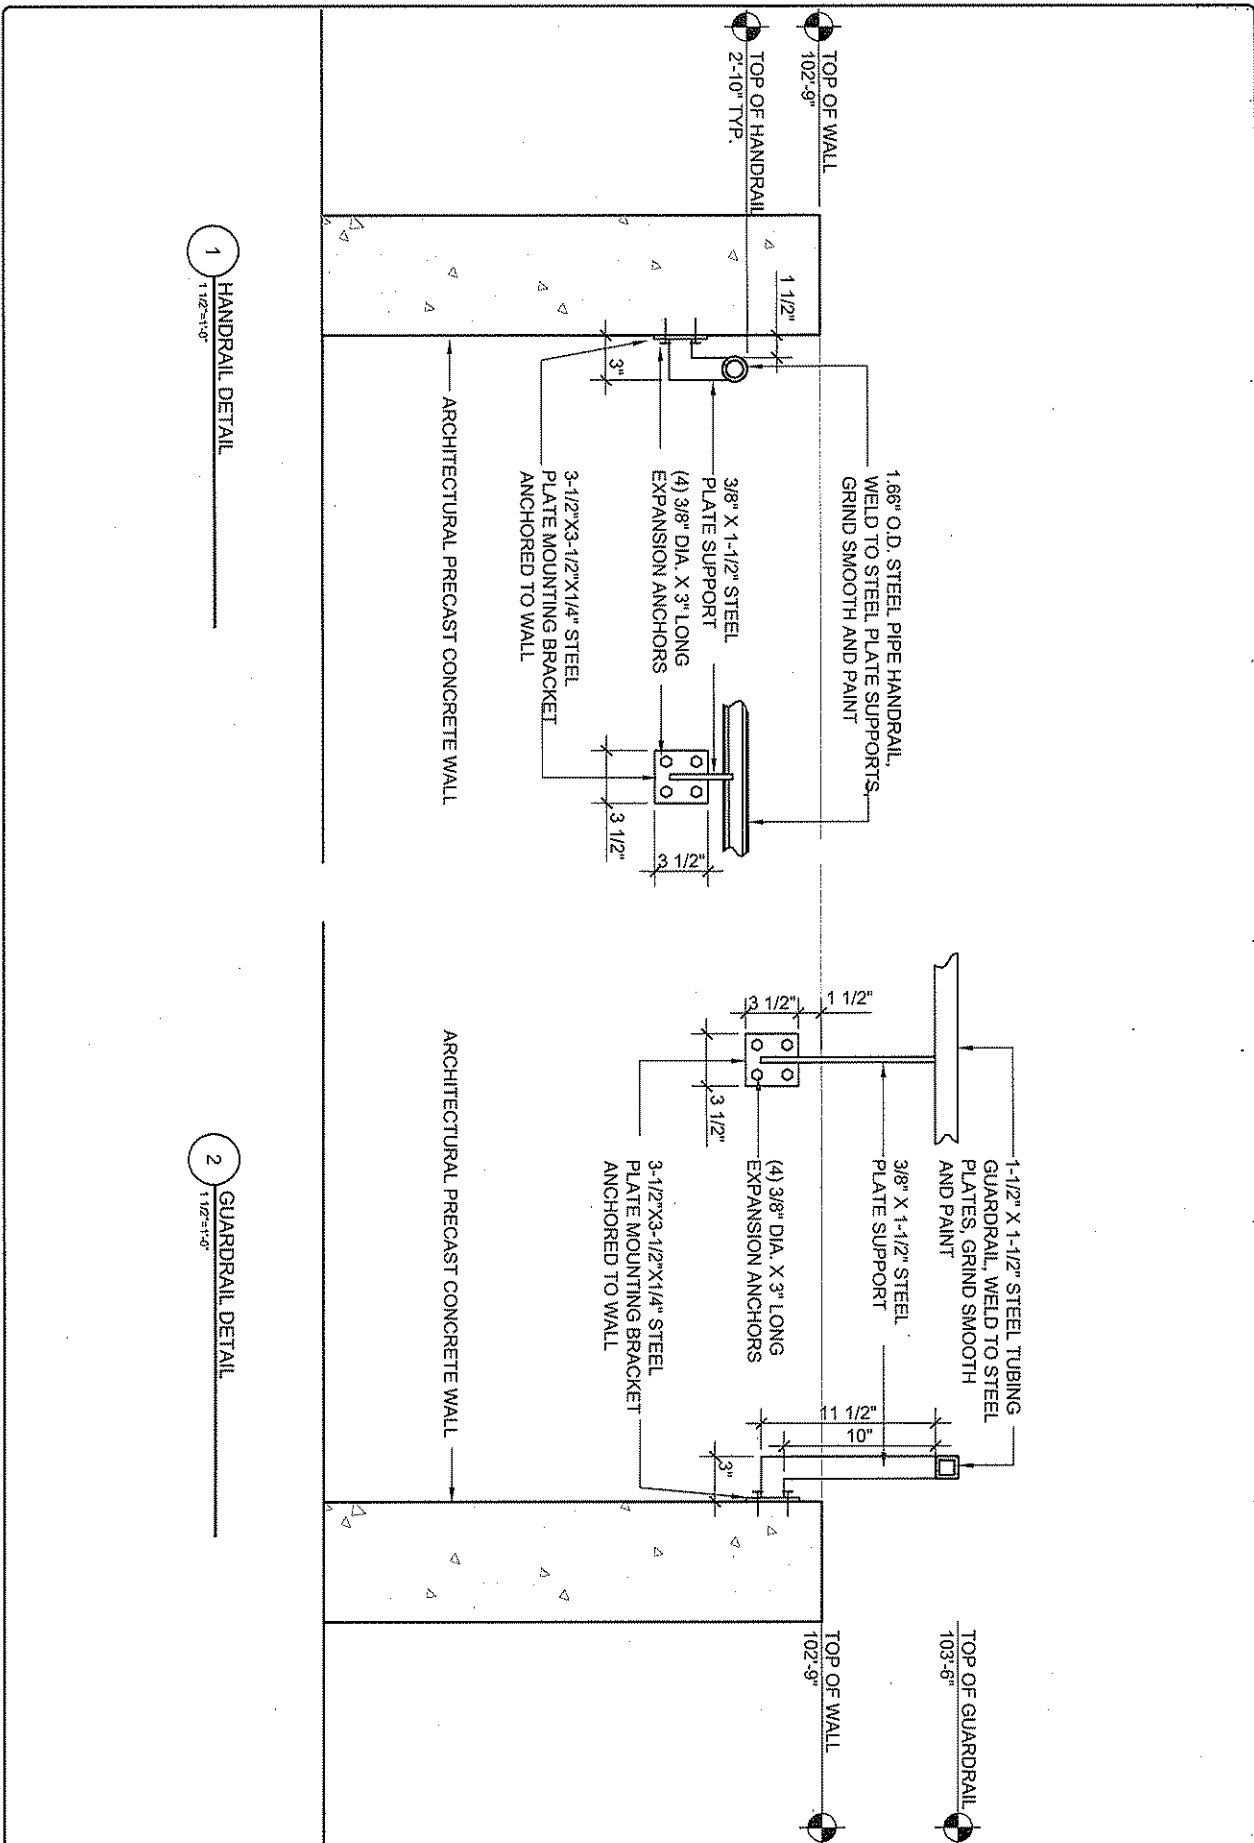 TOP OF WALL
102'-9"
TOP OF HANDRAIL
2'-10" TYP.
1 1/2"
3"
1.66" O.D. STEEL PIPE HANDRAIL,
WELD TO STEEL PLATE SUPPORTS,
GRIND SMOOTH AND PAINT
3/8" X 1-1/2" STEEL
PLATE SUPPORT
(4) 3/8" DIA. X 3" LONG
EXPANSION ANCHORS
3-1/2"X3-1/2"X1/4" STEEL
PLATE MOUNTING BRACKET
ANCHORED TO WALL
ARCHITECTURAL PRECAST CONCRETE WALL
3 1/2"
3 1/2"
1
HANDRAIL DETAIL
1 1/2"=1'-0"
1 1/2"
3 1/2"
3 1/2"
1-1/2" X 1-1/2" STEEL TUBING
GUARDRAIL, WELD TO STEEL
PLATES, GRIND SMOOTH
AND PAINT
3/8" X 1-1/2" STEEL
PLATE SUPPORT
(4) 3/8" DIA. X 3" LONG
EXPANSION ANCHORS
3-1/2"X3-1/2"X1/4" STEEL
PLATE MOUNTING BRACKET
ANCHORED TO WALL
ARCHITECTURAL PRECAST CONCRETE WALL
11 1/2"
10"
3"
TOP OF GUARDRAIL
103'-6"
TOP OF WALL
102'-9"
2
GUARDRAIL DETAIL
1 1/2"=1'-0"